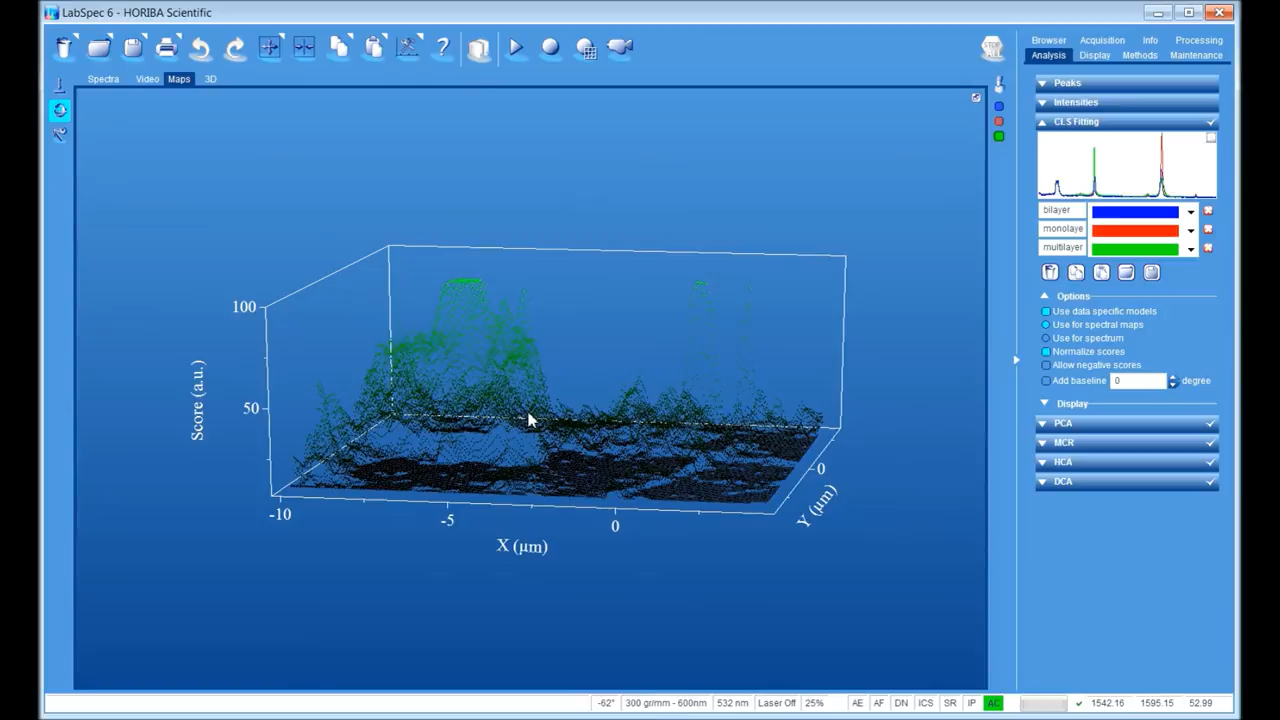 LabSpec 6 - HORIBA Scientific
STOP ALL
Browser Acquisition Info Processing
Analysis Display Methods Maintenance
Spectra Video Maps 3D
Peaks
Intensities
CLS Fitting
bilayer
monolaye
multilayer
Options
Use data specific models
Use for spectral maps
Use for spectrum
Normalize scores
Allow negative scores
Add baseline 0 degree
Display
PCA
MCR
HCA
DCA
100
50
Score (a.u.)
-10
-5
0
X (µm)
0
Y (µm)
-62° 300 gr/mm - 600nm 532 nm Laser Off 25% AE AF DN ICS SR IP AC 1542.16 1595.15 52.99